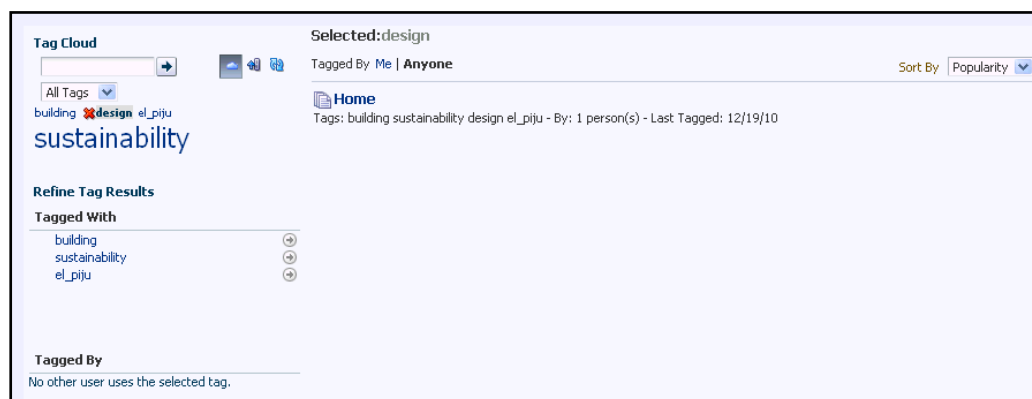 Tag Cloud
All Tags
building design el_piju
sustainability
Refine Tag Results
Tagged With
building
sustainability
el_piju
Tagged By
No other user uses the selected tag.
Selected:design
Tagged By Me | Anyone
Sort By Popularity
Home
Tags: building sustainability design el_piju - By: 1 person(s) - Last Tagged: 12/19/10